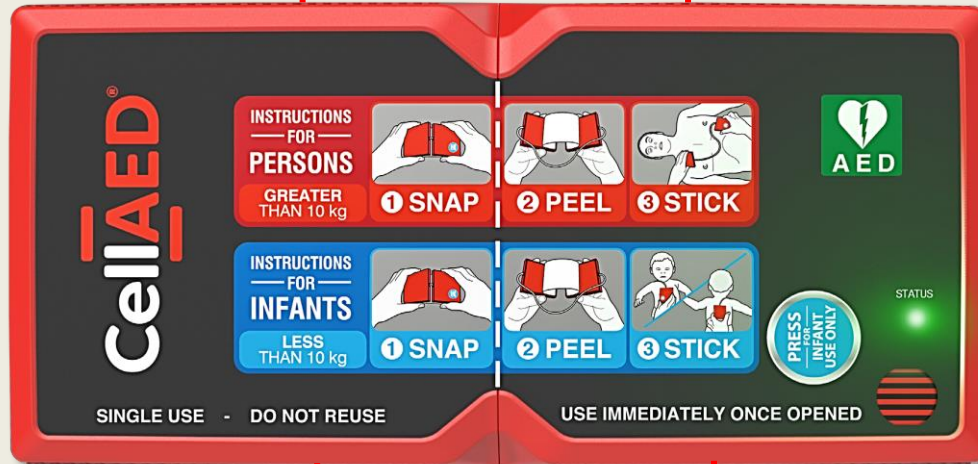 CellAED®
INSTRUCTIONS
FOR
PERSONS
GREATER
THAN 10 kg
1 SNAP
2 PEEL
3 STICK
INSTRUCTIONS
FOR
INFANTS
LESS
THAN 10 kg
1 SNAP
2 PEEL
3 STICK
AED
STATUS
PRESS
FOR
INFANT
USE ONLY
SINGLE USE - DO NOT REUSE
USE IMMEDIATELY ONCE OPENED